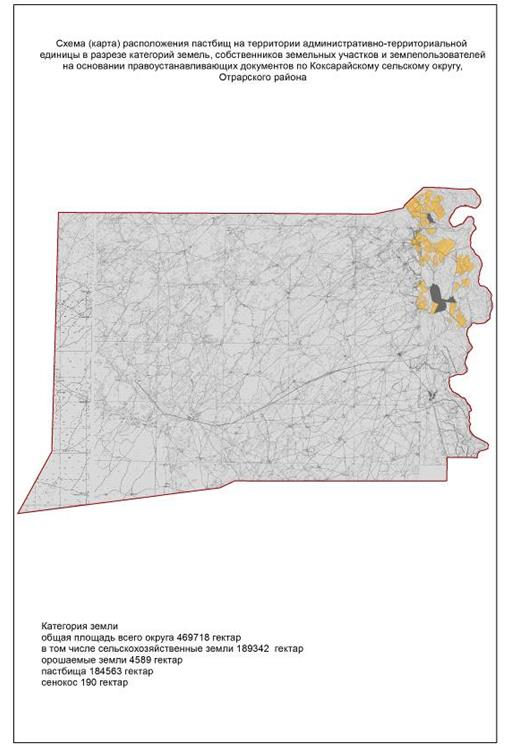 Схема (карта) расположения пастбищ на территории административно-территориальной
единицы в разрезе категорий земель, собственников земельных участков и землепользователей
на основании правоустанавливающих документов по Коксарайскому сельскому округу,
Отрарского района
Категория земли
общая площадь всего округа 469718 гектар
в том числе сельскохозяйственные земли 189342 гектар
орошаемые земли 4589 гектар
пастбища 184563 гектар
сенокос 190 гектар